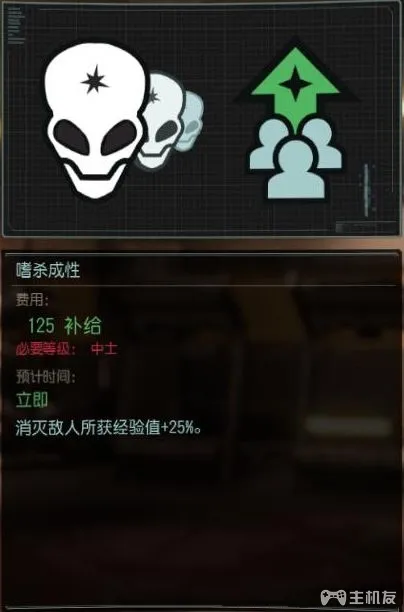 嗜杀成性
费用：
125 补给
必要等级： 中士
预计时间：
立即
消灭敌人所获经验值+25%。
主机友